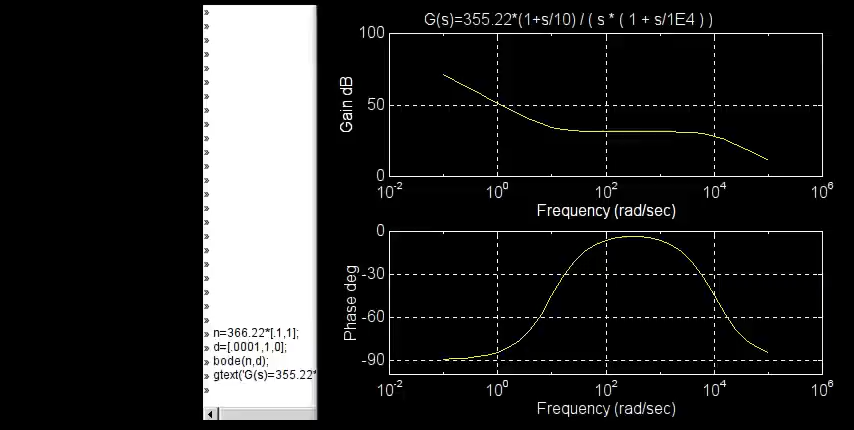 n=366.22*[.1,1];
d=[.0001,1,0];
bode(n,d);
gtext('G(s)=355.22*
G(s)=355.22*(1+s/10) / ( s * ( 1 + s/1E4 ) )
Gain dB
100
50
0
10^-2 10^0 10^2 10^4 10^6
Frequency (rad/sec)
Phase deg
0
-30
-60
-90
10^-2 10^0 10^2 10^4 10^6
Frequency (rad/sec)